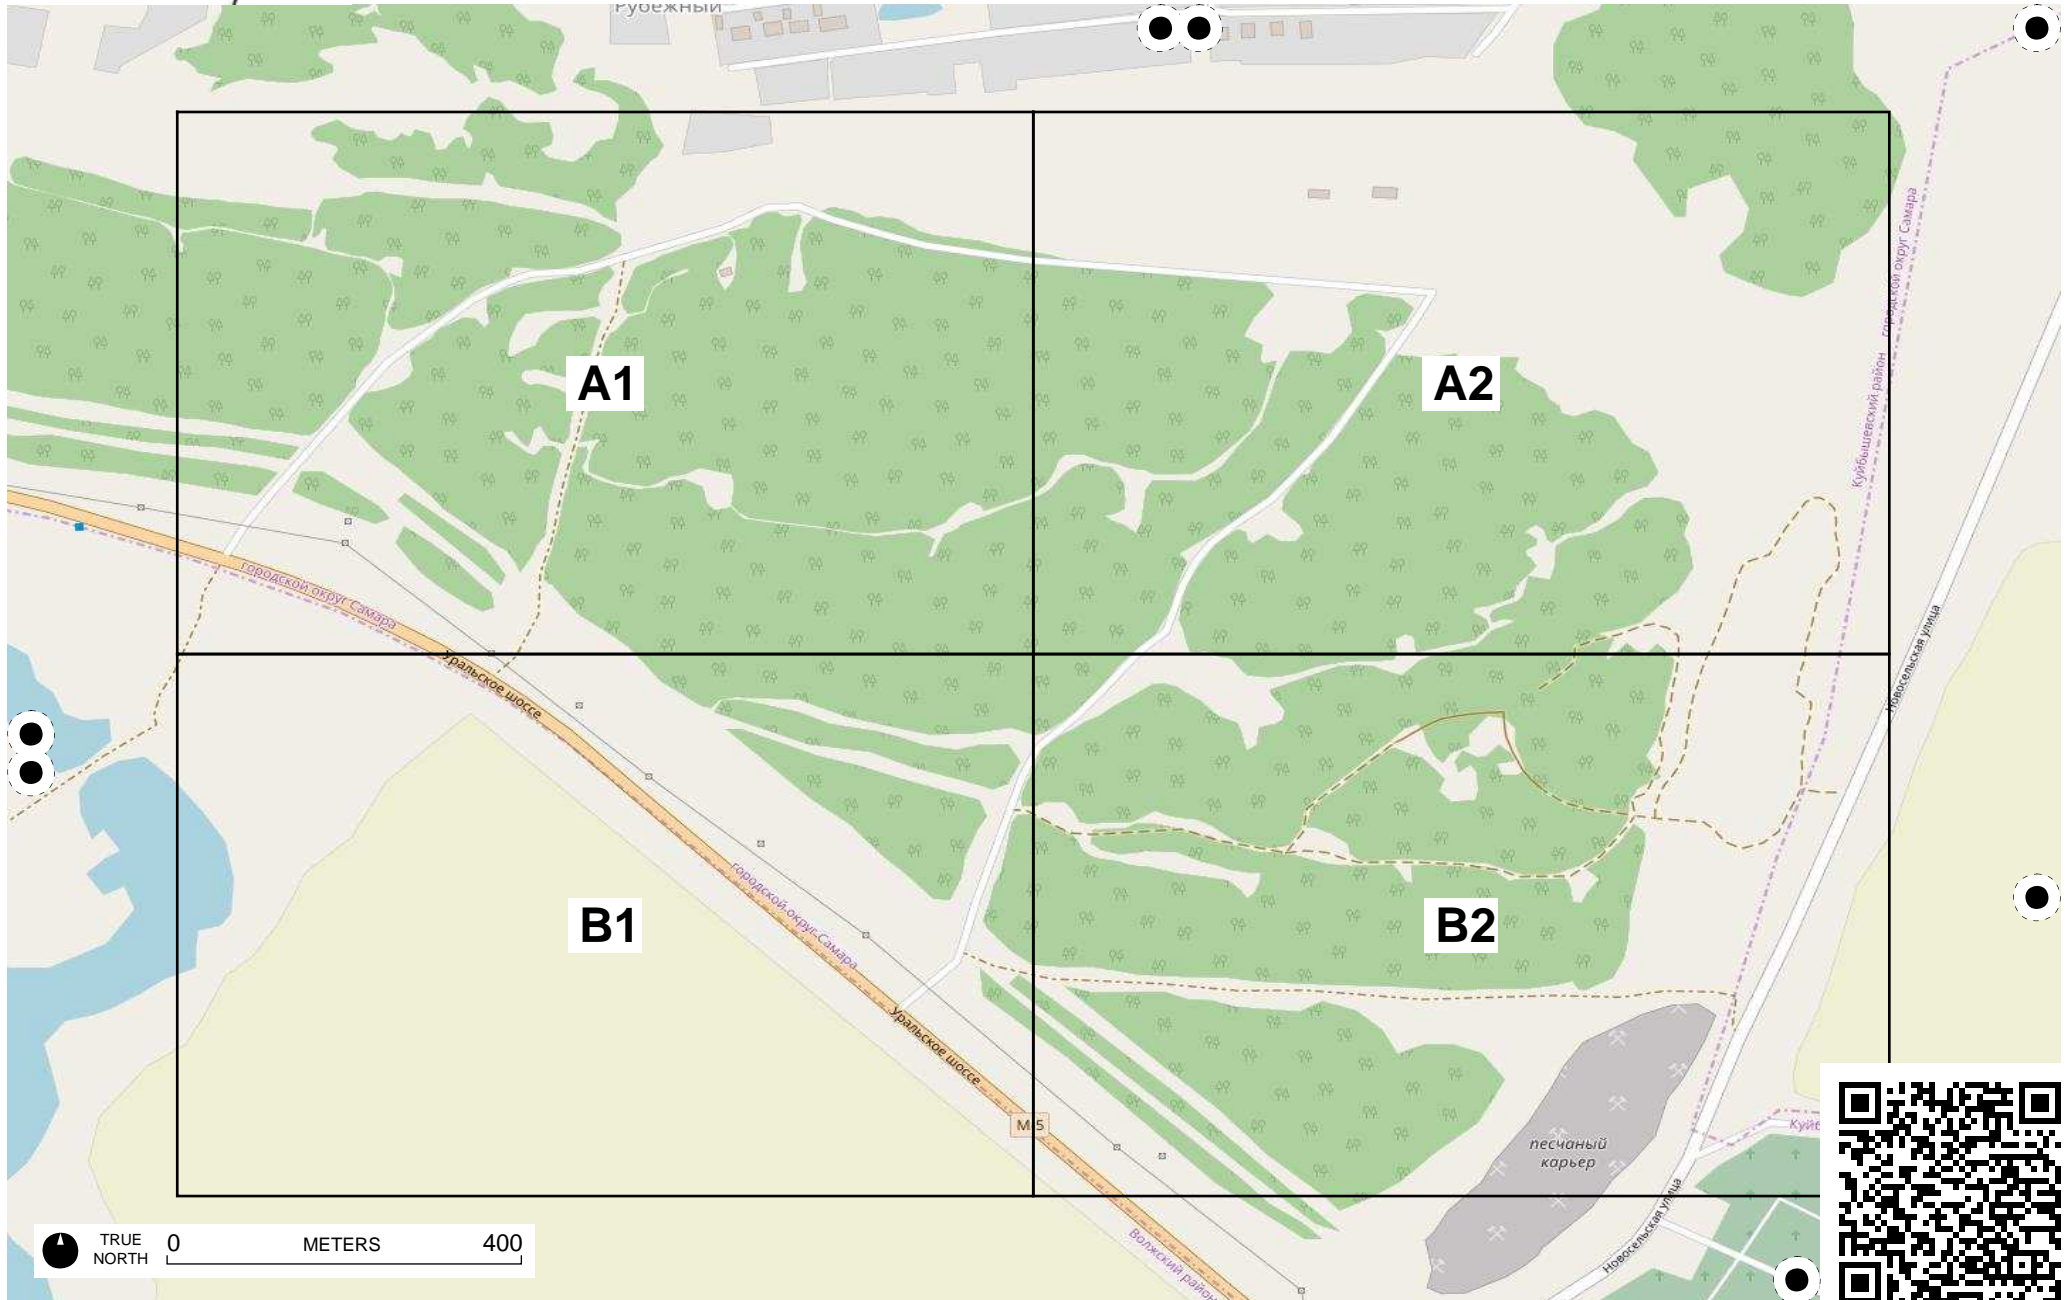 Рубежный
городской округ Самара
Куйбышевский район
A1
A2
городской округ Самара
Уральское шоссе
Новосельская улица
городской округ Самара
B1
B2
Уральское шоссе
М-5
песчаный
карьер
Новосельская улица
Волжский район
TRUE
NORTH
0
METERS
400